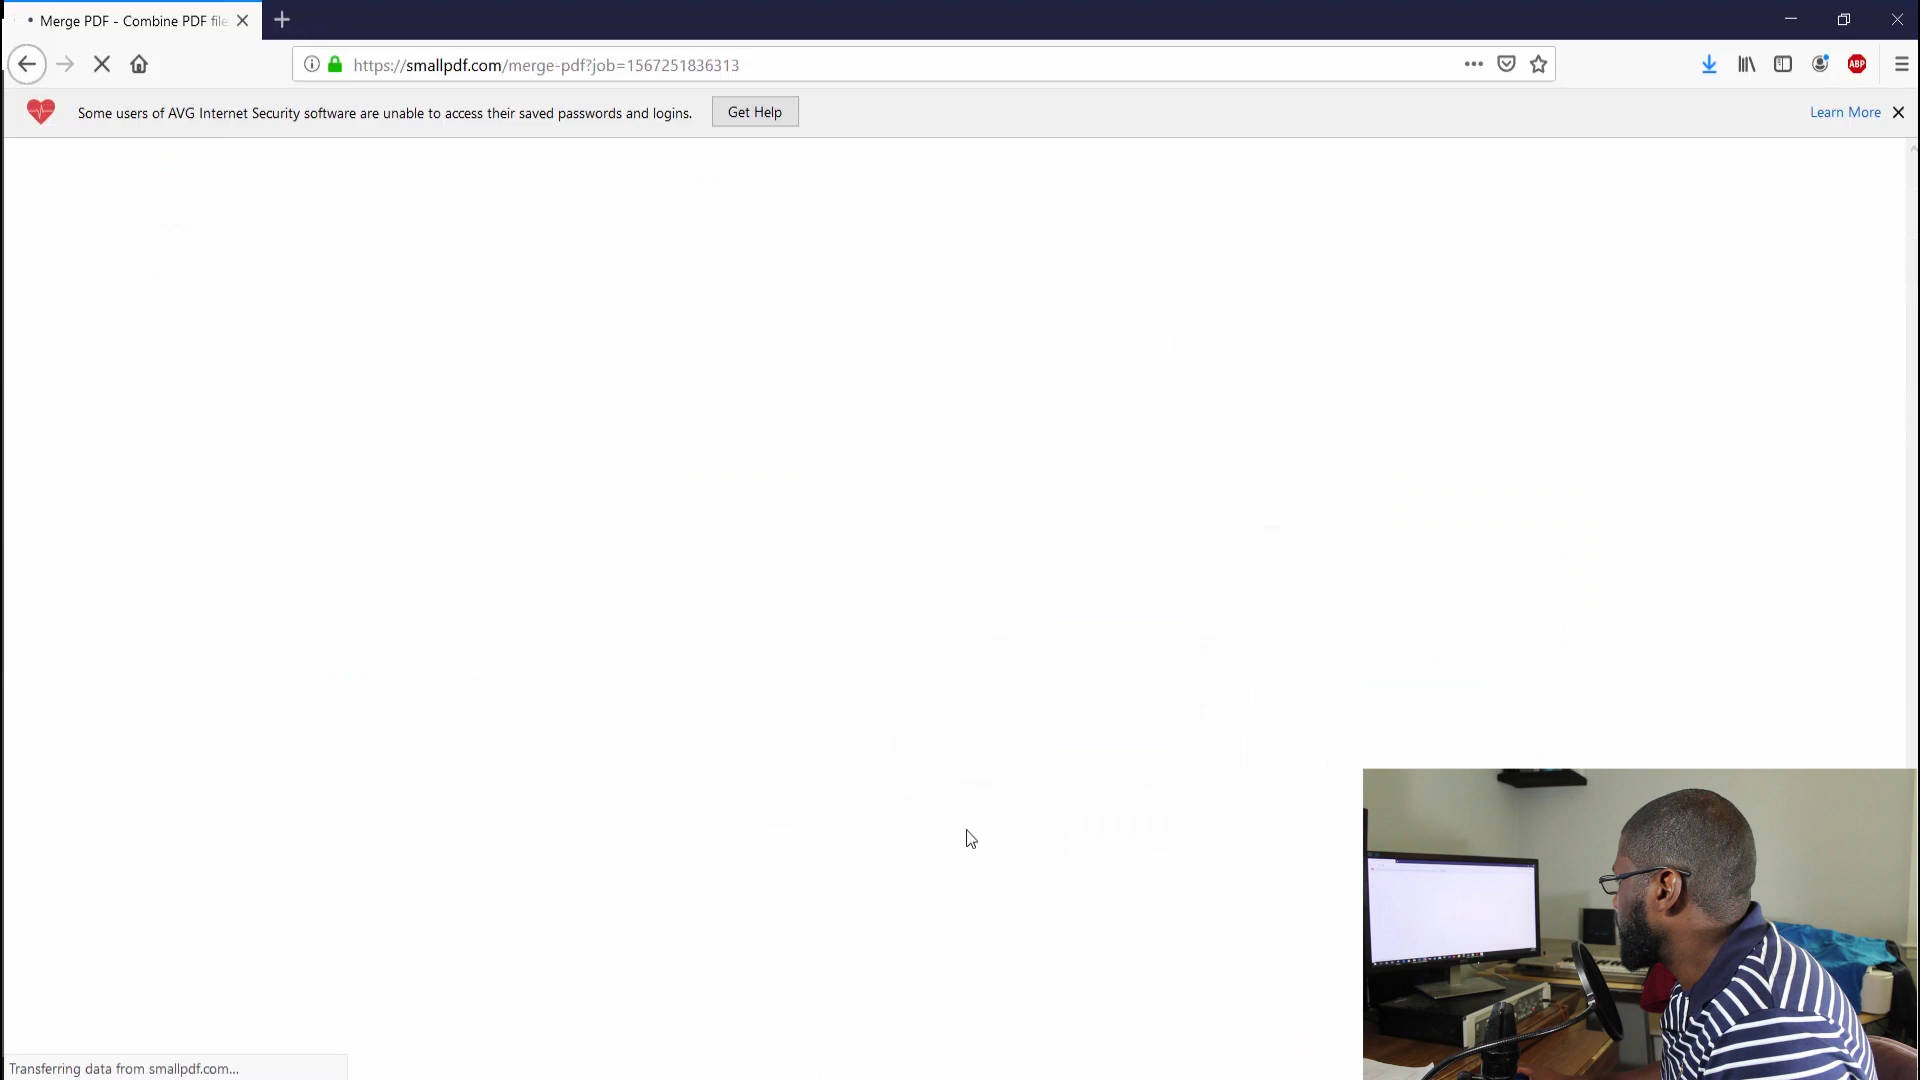 Merge PDF - Combine PDF file
https://smallpdf.com/merge-pdf?job=1567251836313
ABP
Some users of AVG Internet Security software are unable to access their saved passwords and logins.
Get Help
Learn More
Transferring data from smallpdf.com...